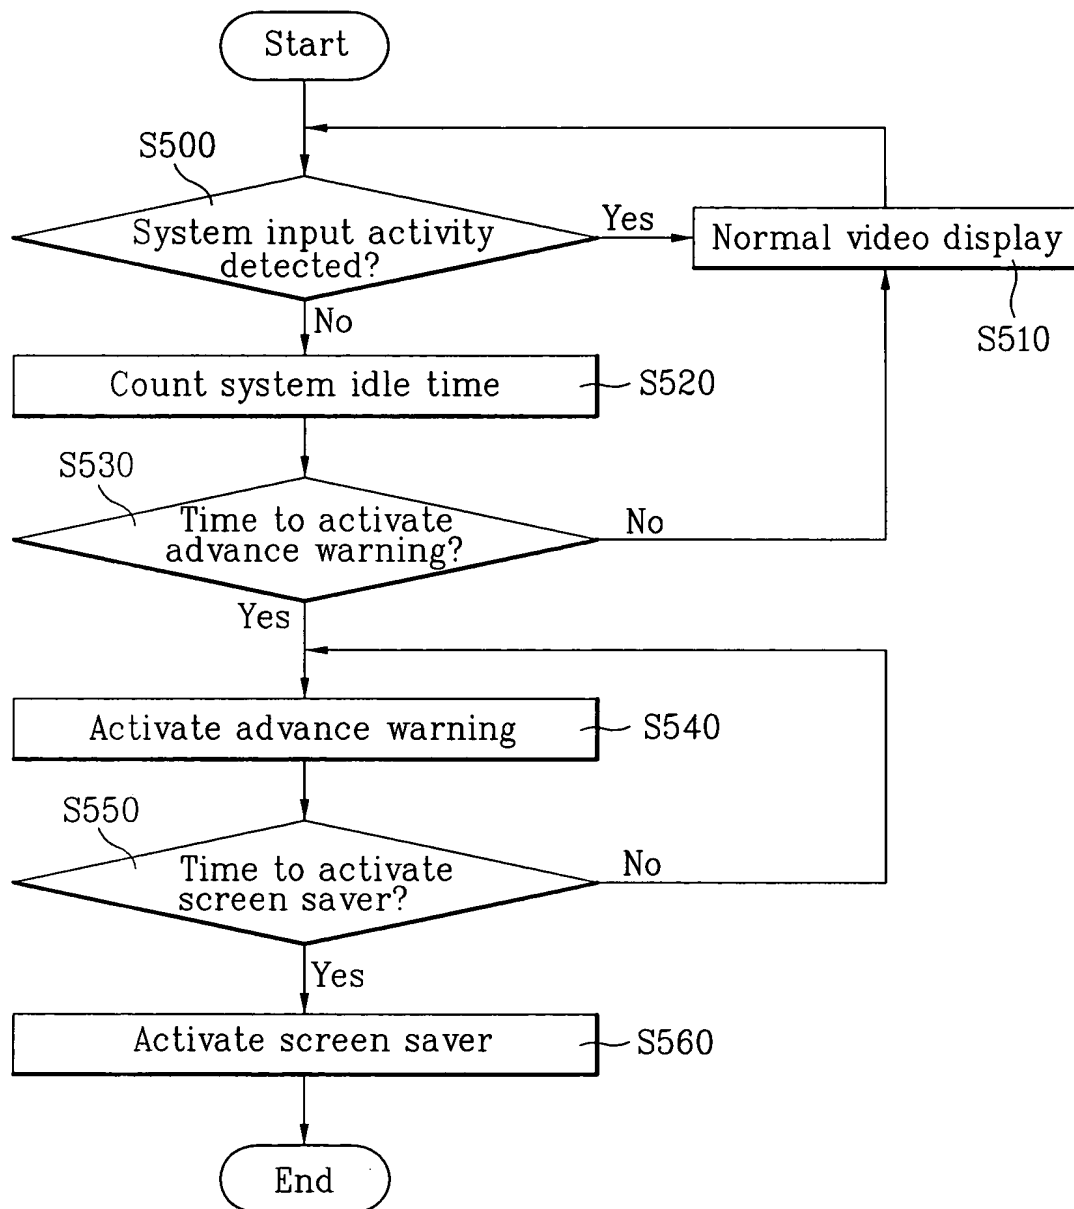 Start
S500
System input activity
detected?
Yes
Normal video display
S510
No
Count system idle time
S520
S530
Time to activate
advance warning?
No
Yes
Activate advance warning
S540
S550
Time to activate
screen saver?
No
Yes
Activate screen saver
S560
End